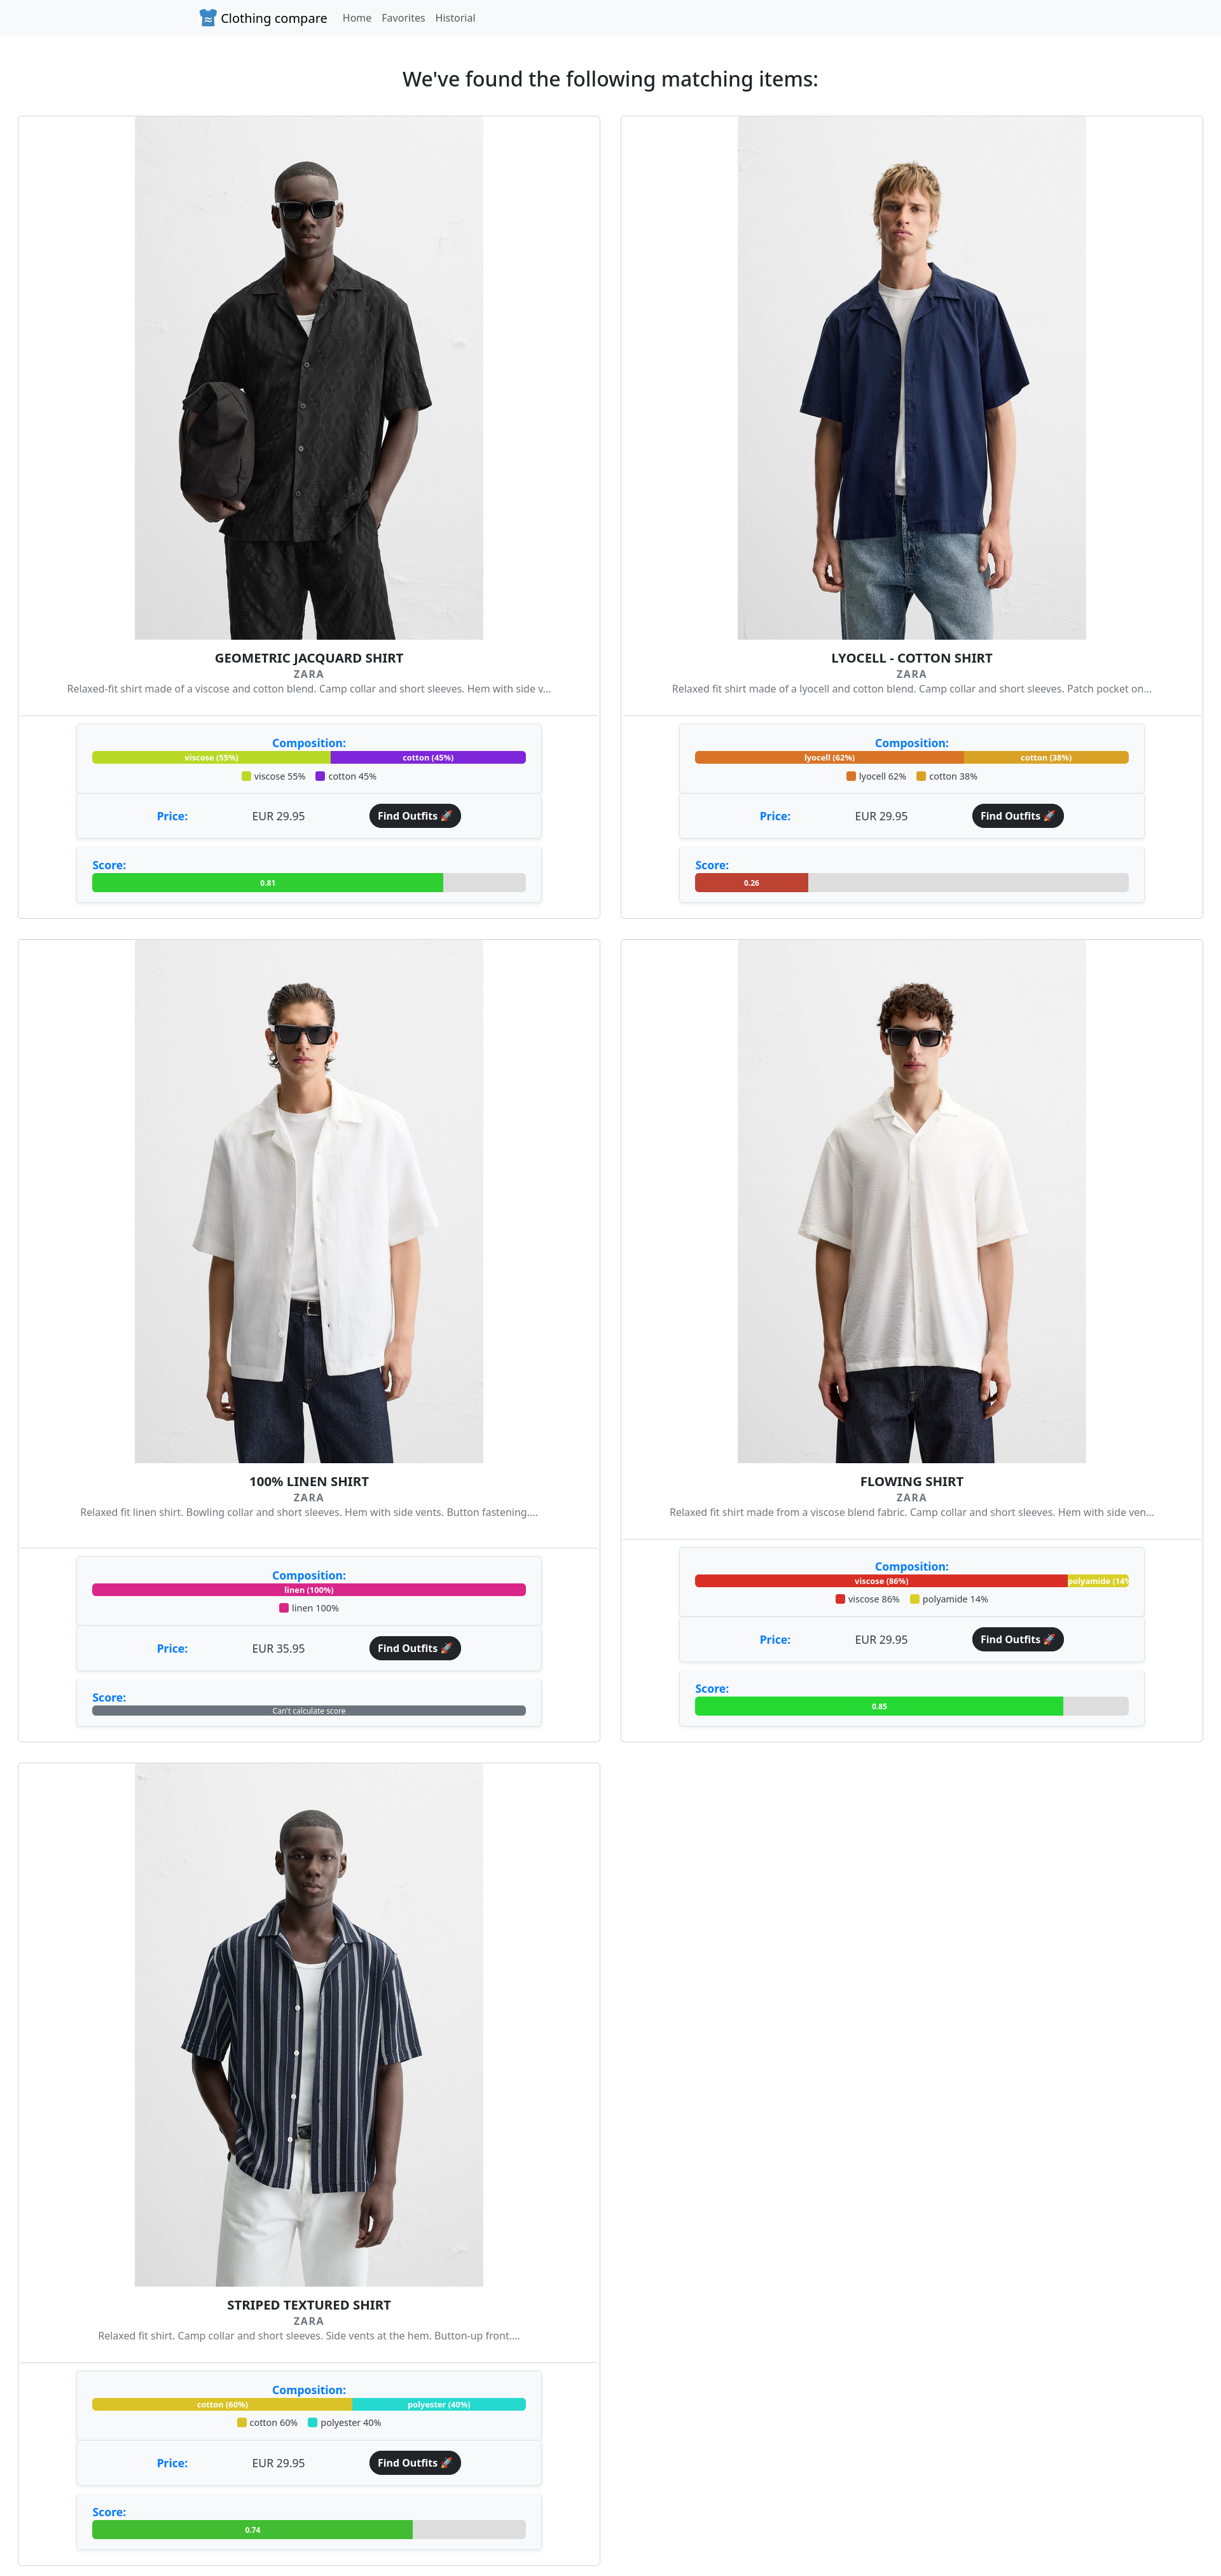 Clothing compare Home Favorites Historial
We've found the following matching items:
GEOMETRIC JACQUARD SHIRT
ZARA
Relaxed-fit shirt made of a viscose and cotton blend. Camp collar and short sleeves. Hem with side v...
Composition:
viscose (55%) cotton (45%)
viscose 55% cotton 45%
Price: EUR 29.95 Find Outfits 🚀
Score:
0.81
LYOCELL - COTTON SHIRT
ZARA
Relaxed fit shirt made of a lyocell and cotton blend. Camp collar and short sleeves. Patch pocket on...
Composition:
lyocell (62%) cotton (38%)
lyocell 62% cotton 38%
Price: EUR 29.95 Find Outfits 🚀
Score:
0.26
100% LINEN SHIRT
ZARA
Relaxed fit linen shirt. Bowling collar and short sleeves. Hem with side vents. Button fastening....
Composition:
linen (100%)
linen 100%
Price: EUR 35.95 Find Outfits 🚀
Score:
Can't calculate score
FLOWING SHIRT
ZARA
Relaxed fit shirt made from a viscose blend fabric. Camp collar and short sleeves. Hem with side ven...
Composition:
viscose (86%) polyamide (14%
viscose 86% polyamide 14%
Price: EUR 29.95 Find Outfits 🚀
Score:
0.85
STRIPED TEXTURED SHIRT
ZARA
Relaxed fit shirt. Camp collar and short sleeves. Side vents at the hem. Button-up front....
Composition:
cotton (60%) polyester (40%)
cotton 60% polyester 40%
Price: EUR 29.95 Find Outfits 🚀
Score:
0.74